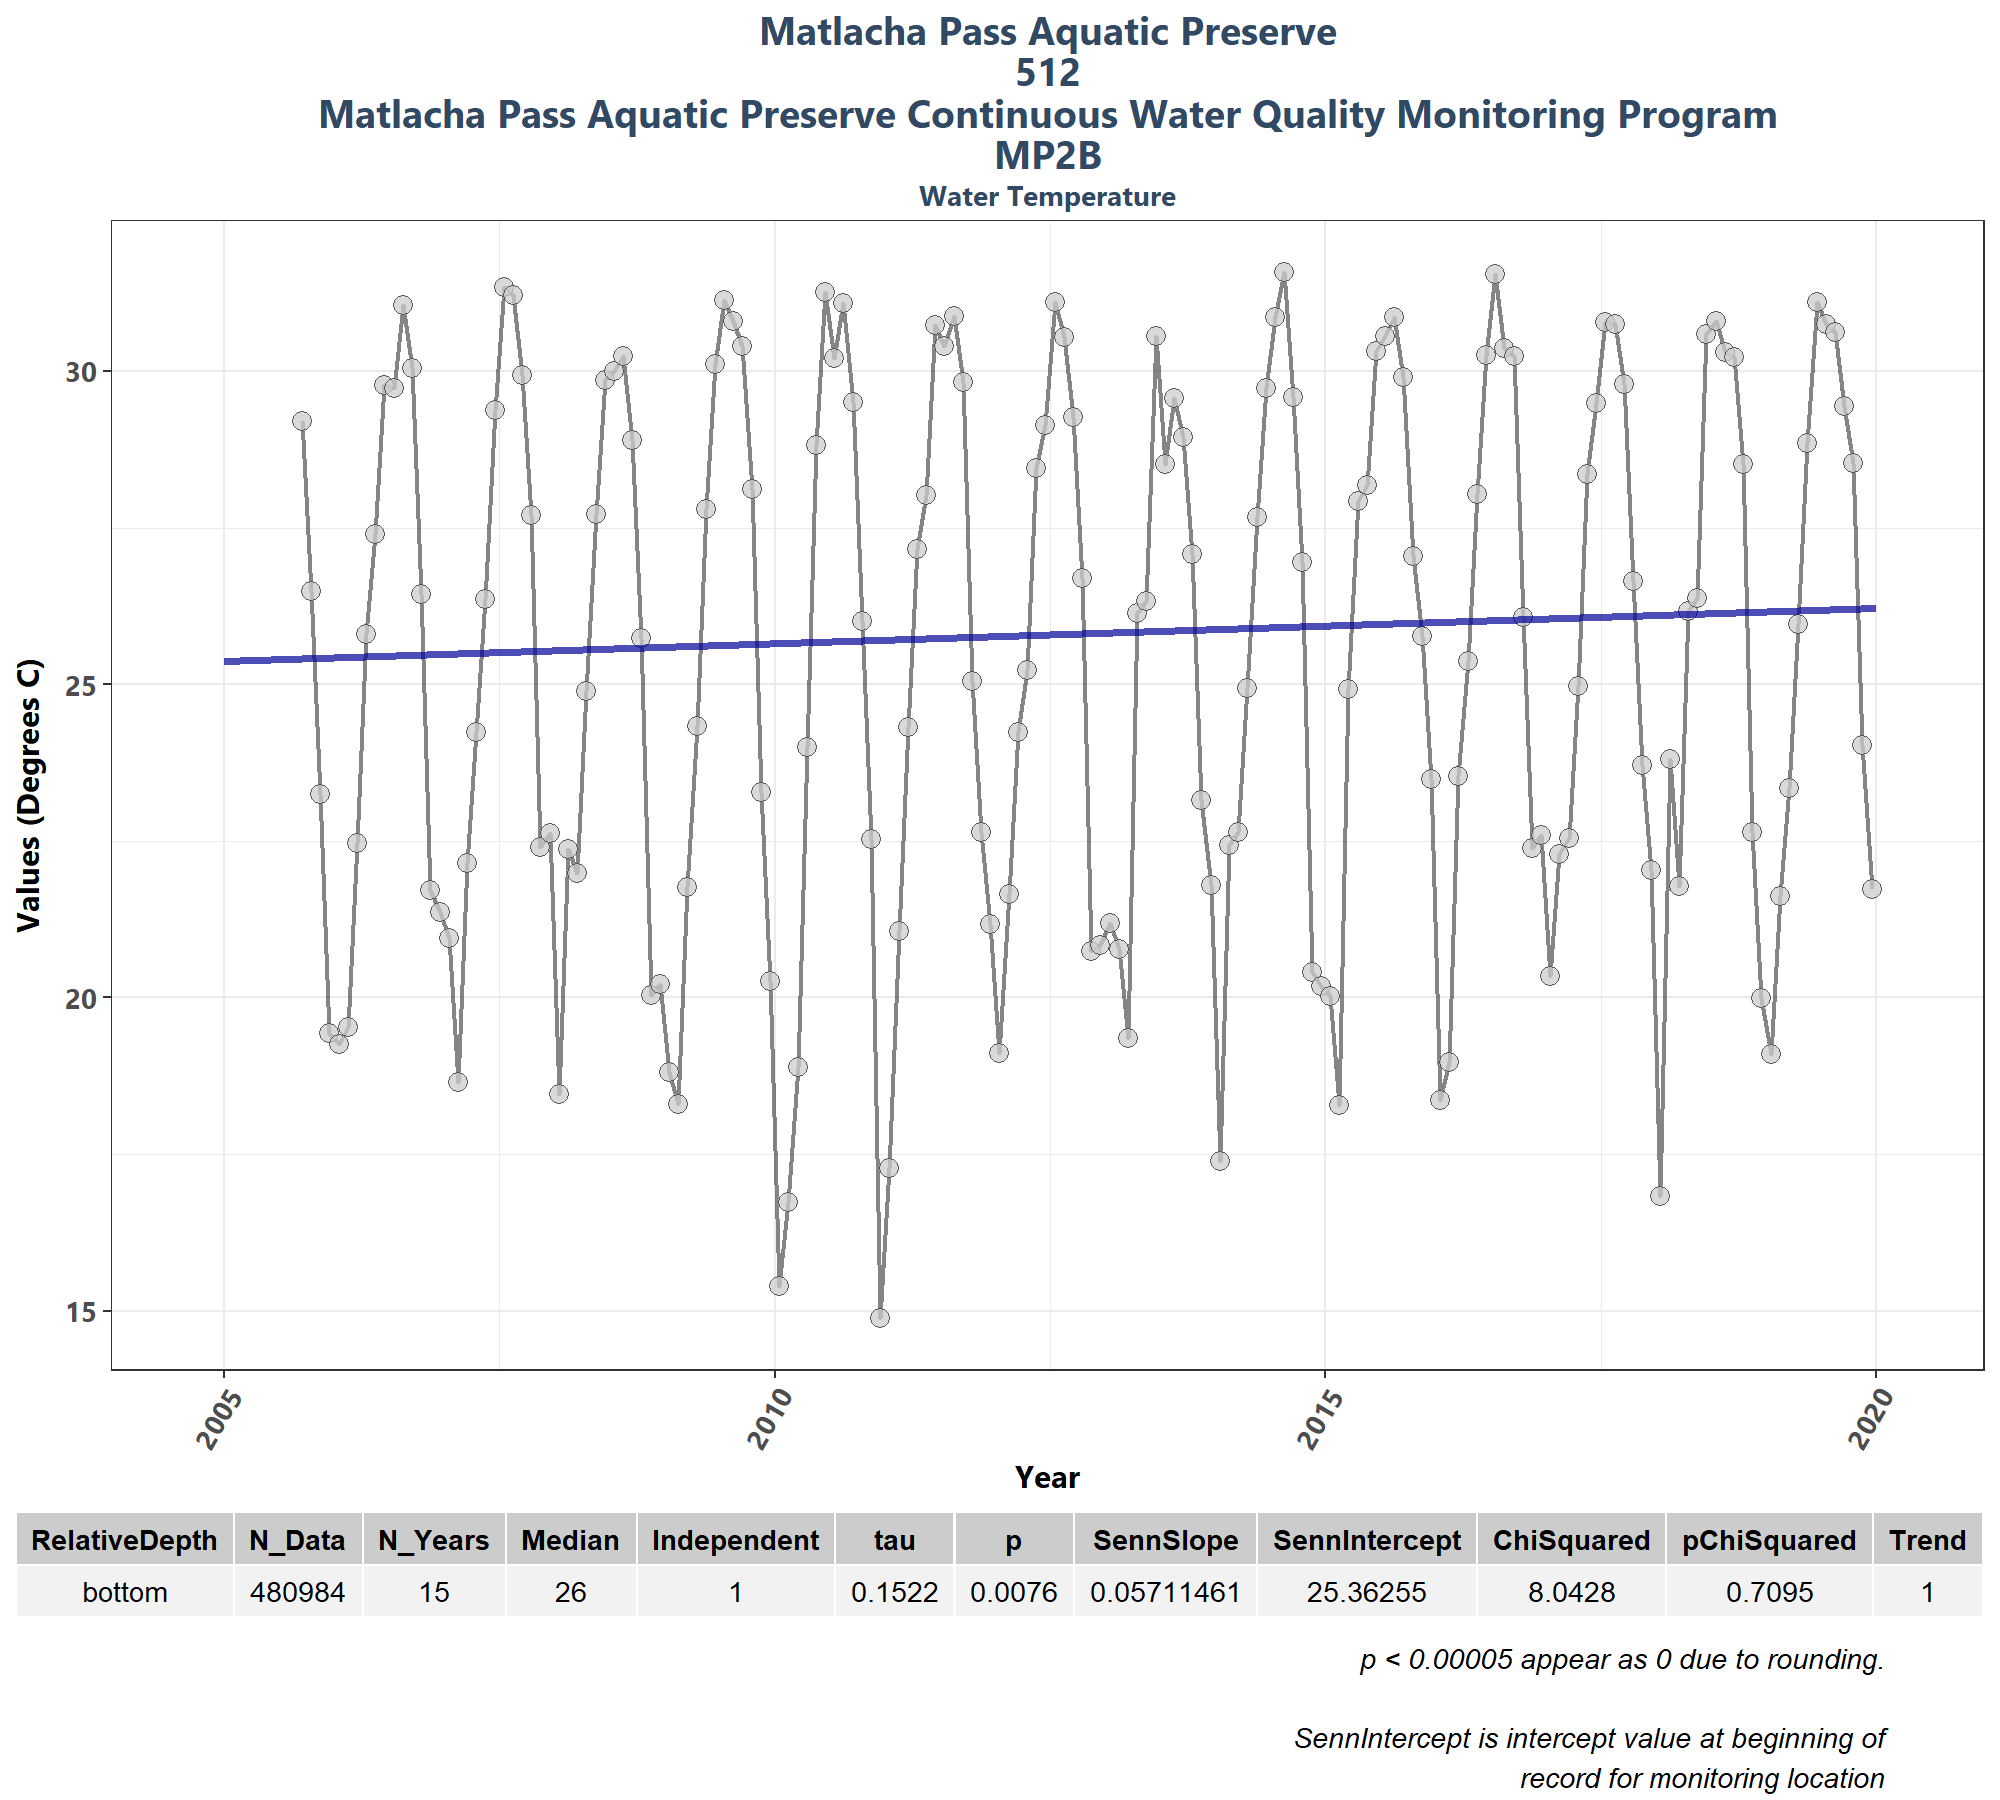 Matlacha Pass Aquatic Preserve
512
Matlacha Pass Aquatic Preserve Continuous Water Quality Monitoring Program
MP2B
Water Temperature
Values (Degrees C)
30
25
20
15
2005 2010 2015 2020
Year
RelativeDepth N_Data N_Years Median Independent tau p SennSlope SennIntercept ChiSquared pChiSquared Trend
bottom 480984 15 26 1 0.1522 0.0076 0.05711461 25.36255 8.0428 0.7095 1
p < 0.00005 appear as 0 due to rounding.
SennIntercept is intercept value at beginning of
record for monitoring location